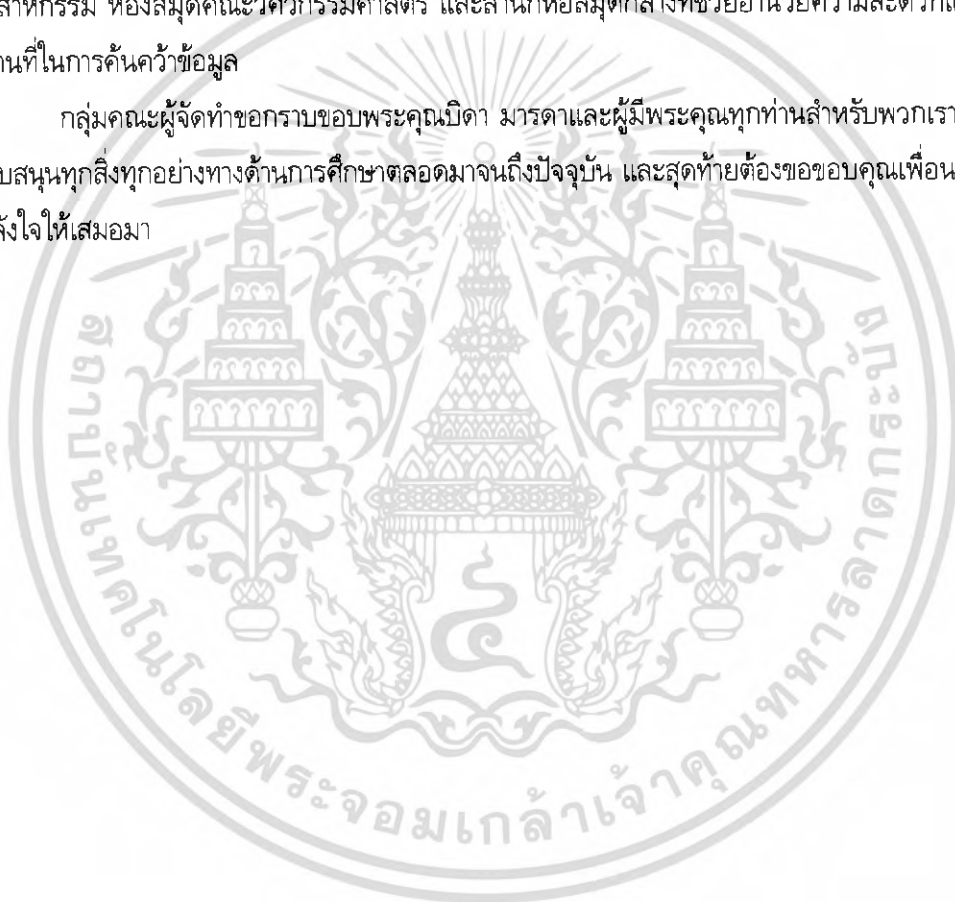 สาหกรรม ห้องสมุดคณะวิศวกรรมศาสตร์ และสำนักหอสมุดกลางที่ช่วยอำนวยความสะดวก
านที่ในการค้นคว้าข้อมูล
กลุ่มคณะผู้จัดทำขอกราบขอบพระคุณบิดา มารดาและผู้มีพระคุณทุกท่านสำหรับพวกเรา
บสนุนทุกสิ่งทุกอย่างทางด้านการศึกษาตลอดมาจนถึงปัจจุบัน และสุดท้ายต้องขอขอบคุณเพื่อน
ลังใจให้เสมอมา
สถาบันเทคโนโลยีพระจอมเกล้าเจ้าคุณทหารลาดกระบัง
๔